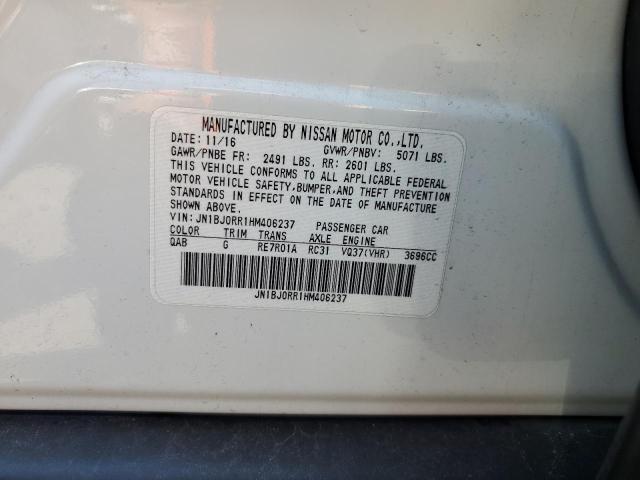 MANUFACTURED BY NISSAN MOTOR CO.,LTD.
DATE: 11/16 GVWR/PNBV: 5071 LBS.
GAWR/PNBE FR: 2491 LBS. RR: 2601 LBS.
THIS VEHICLE CONFORMS TO ALL APPLICABLE FEDERAL
MOTOR VEHICLE SAFETY,BUMPER,AND THEFT PREVENTION
STANDARDS IN EFFECT ON THE DATE OF MANUFACTURE
SHOWN ABOVE.
VIN: JN1BJ0RR1HM406237 PASSENGER CAR
COLOR TRIM TRANS AXLE ENGINE
QAB G RE7R01A RC31 VQ37(VHR) 3696CC
JN1BJ0RR1HM406237